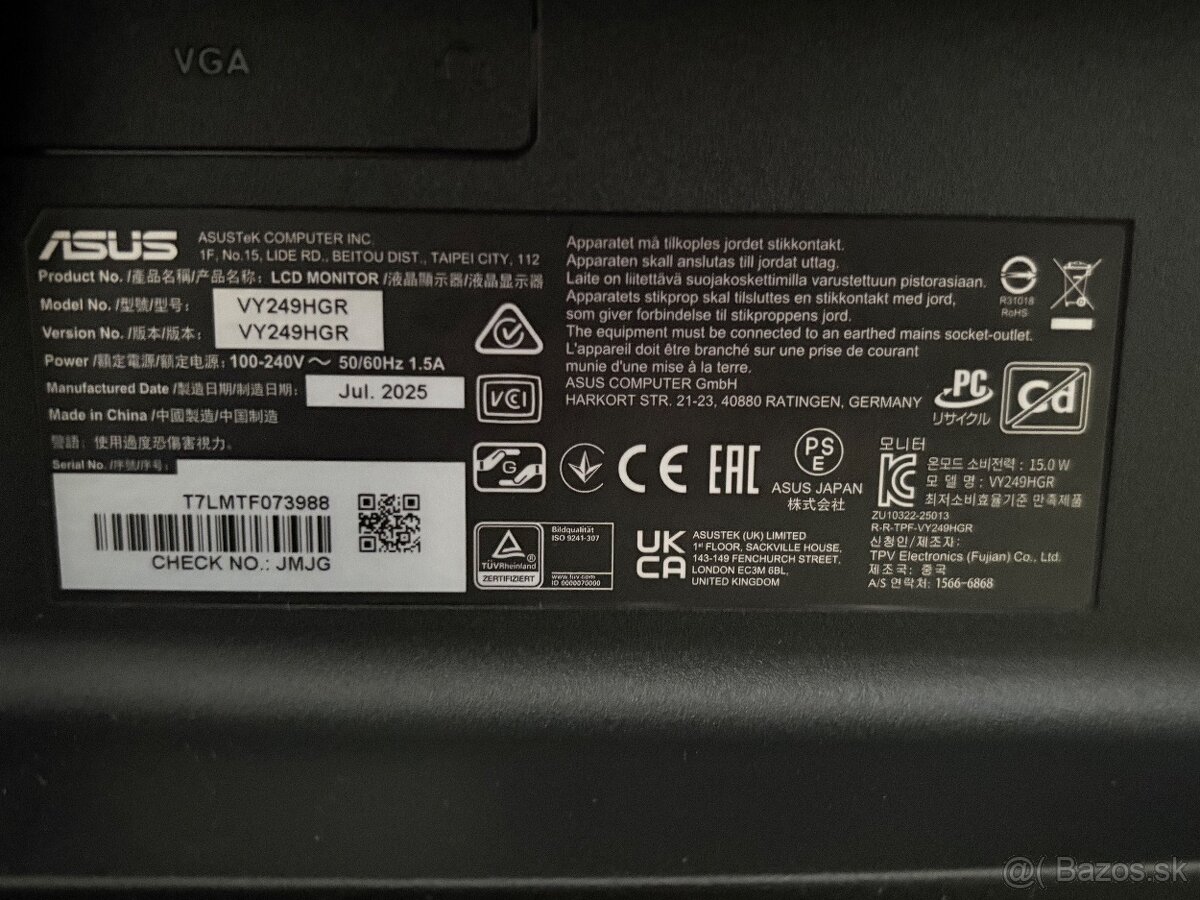 VGA
ASUS
ASUSTeK COMPUTER INC
1F, No.15, LIDE RD., BEITOU DIST., TAIPEI CITY, 112
Product No. /產品名稱/产品名称: LCD MONITOR /液晶顯示器/液晶显示器
Model No. /型號/型号: VY249HGR
Version No. /版本/版本: VY249HGR
Power /額定電源/额定电源: 100-240V ～ 50/60Hz 1.5A
Manufactured Date /製造日期/制造日期: Jul. 2025
Made in China /中國製造/中国制造
警語: 使用過度恐傷害視力。
Serial No. /序號/序号:
T7LMTF073988
CHECK NO.: JMJG
VCI
G
Apparatet må tilkoples jordet stikkontakt.
Apparaten skall anslutas till jordat uttag.
Laite on liitettävä suojakoskettimilla varustetuun pistorasiaan.
Apparatets stikprop skal tilsluttes en stikkontakt med jord,
som giver forbindelse til stikproppens jord.
The equipment must be connected to an earthed mains socket-outlet.
L'appareil doit être branché sur une prise de courant
munie d'une mise à la terre.
ASUS COMPUTER GmbH
HARKORT STR. 21-23, 40880 RATINGEN, GERMANY
R31018
RoHS
PC
リサイクル
Cd
CE
EAC
PS
E
ASUS JAPAN
株式会社
TÜVRheinland
ZERTIFIZIERT
Bildqualität
ISO 9241-307
www.tuv.com
ID 0000070000
UK
CA
ASUSTEK (UK) LIMITED
1st FLOOR, SACKVILLE HOUSE,
143-149 FENCHURCH STREET,
LONDON EC3M 6BL,
UNITED KINGDOM
모니터
온모드 소비전력 : 15.0 W
모 델 명 : VY249HGR
최저소비효율기준 만족제품
ZU10322-25013
R-R-TPF-VY249HGR
신청인/제조자:
TPV Electronics (Fujian) Co., Ltd.
제조국: 중국
A/S 연락처: 1566-6868
@( Bazos.sk